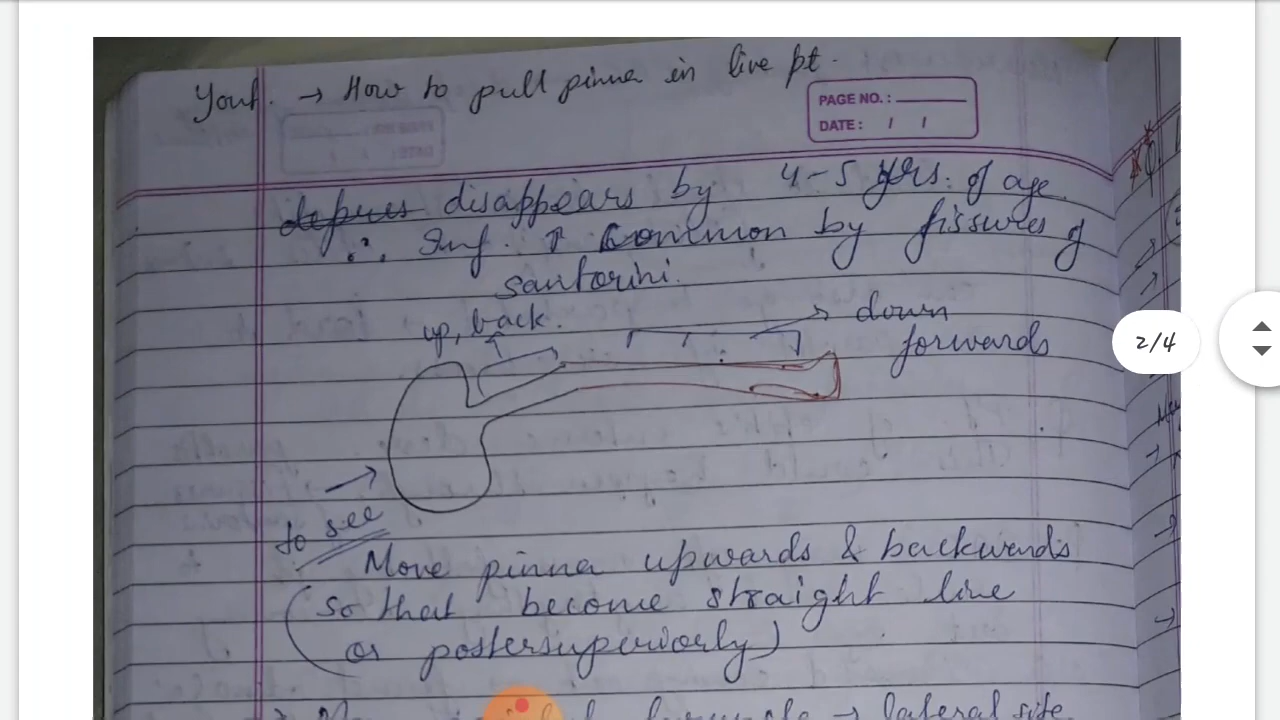 Yout. → How to pull pinna in live pt.
PAGE NO. :
DATE : / /
depres disappears by 4-5 yrs. of age
∴ Inf. ↑ Common by fissures of
santorini.
up, back.
down
forwards
2/4
to see
Move pinna upwards & backwards
(so that become straight line
or postersuperiorly)
→ lateral site